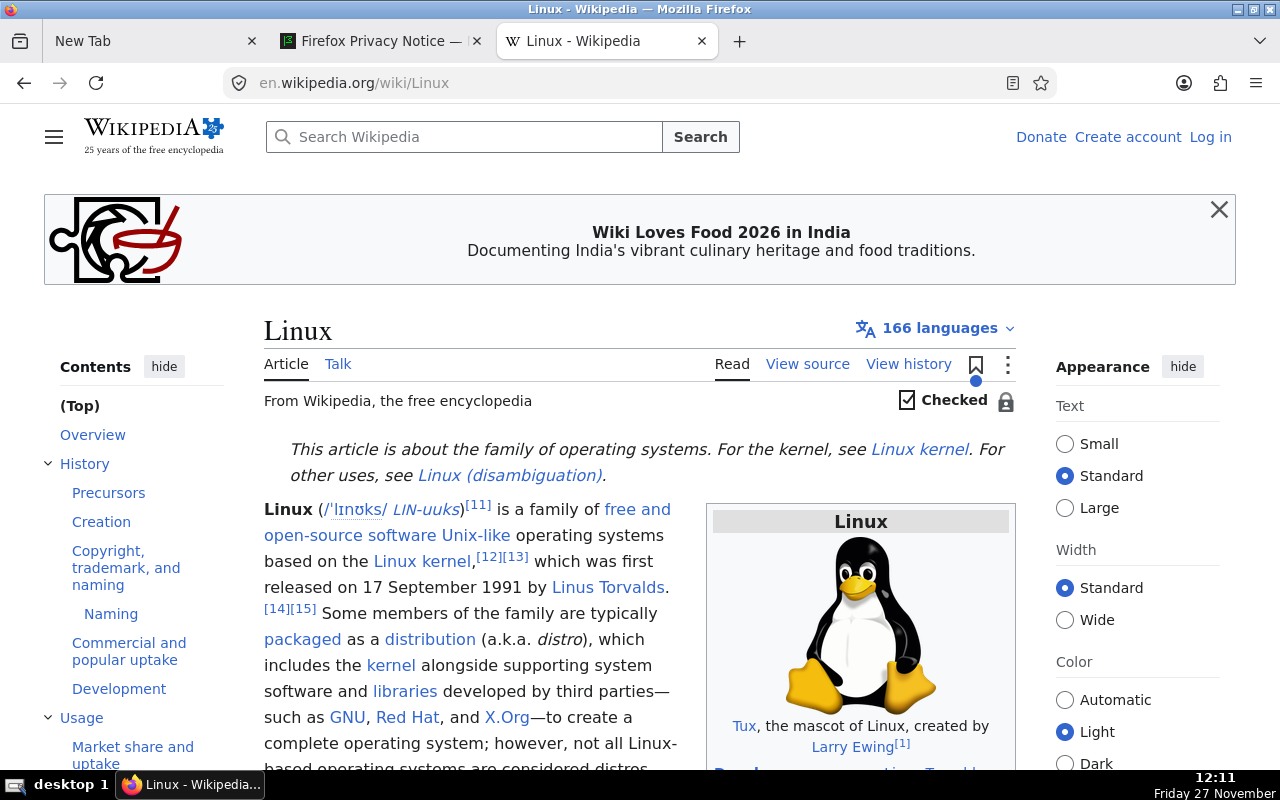 Linux - Wikipedia — Mozilla Firefox
New Tab
Firefox Privacy Notice —
Linux - Wikipedia
en.wikipedia.org/wiki/Linux
WIKIPEDIA 25
25 years of the free encyclopedia
Search Wikipedia
Search
Donate
Create account
Log in
Wiki Loves Food 2026 in India
Documenting India's vibrant culinary heritage and food traditions.
Contents
hide
(Top)
Overview
History
Precursors
Creation
Copyright,
trademark, and
naming
Naming
Commercial and
popular uptake
Development
Usage
Market share and
uptake
Linux
166 languages
Article
Talk
Read
View source
View history
From Wikipedia, the free encyclopedia
Checked
This article is about the family of operating systems. For the kernel, see Linux kernel. For
other uses, see Linux (disambiguation).
Linux (/ˈlɪnʊks/ LIN-uuks)[11] is a family of free and
open-source software Unix-like operating systems
based on the Linux kernel,[12][13] which was first
released on 17 September 1991 by Linus Torvalds.
[14][15] Some members of the family are typically
packaged as a distribution (a.k.a. distro), which
includes the kernel alongside supporting system
software and libraries developed by third parties—
such as GNU, Red Hat, and X.Org—to create a
complete operating system; however, not all Linux-
based operating systems are considered distros
Linux
Tux, the mascot of Linux, created by
Larry Ewing[1]
Appearance
hide
Text
Small
Standard
Large
Width
Standard
Wide
Color
Automatic
Light
Dark
desktop 1
Linux - Wikipedia...
12:11
Friday 27 November